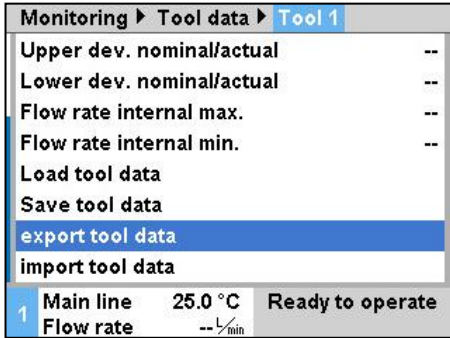 Monitoring ▶ Tool data ▶ Tool 1
Upper dev. nominal/actual --
Lower dev. nominal/actual --
Flow rate internal max. --
Flow rate internal min. --
Load tool data
Save tool data
export tool data
import tool data
1 Main line 25.0 °C Ready to operate
Flow rate -- L/min